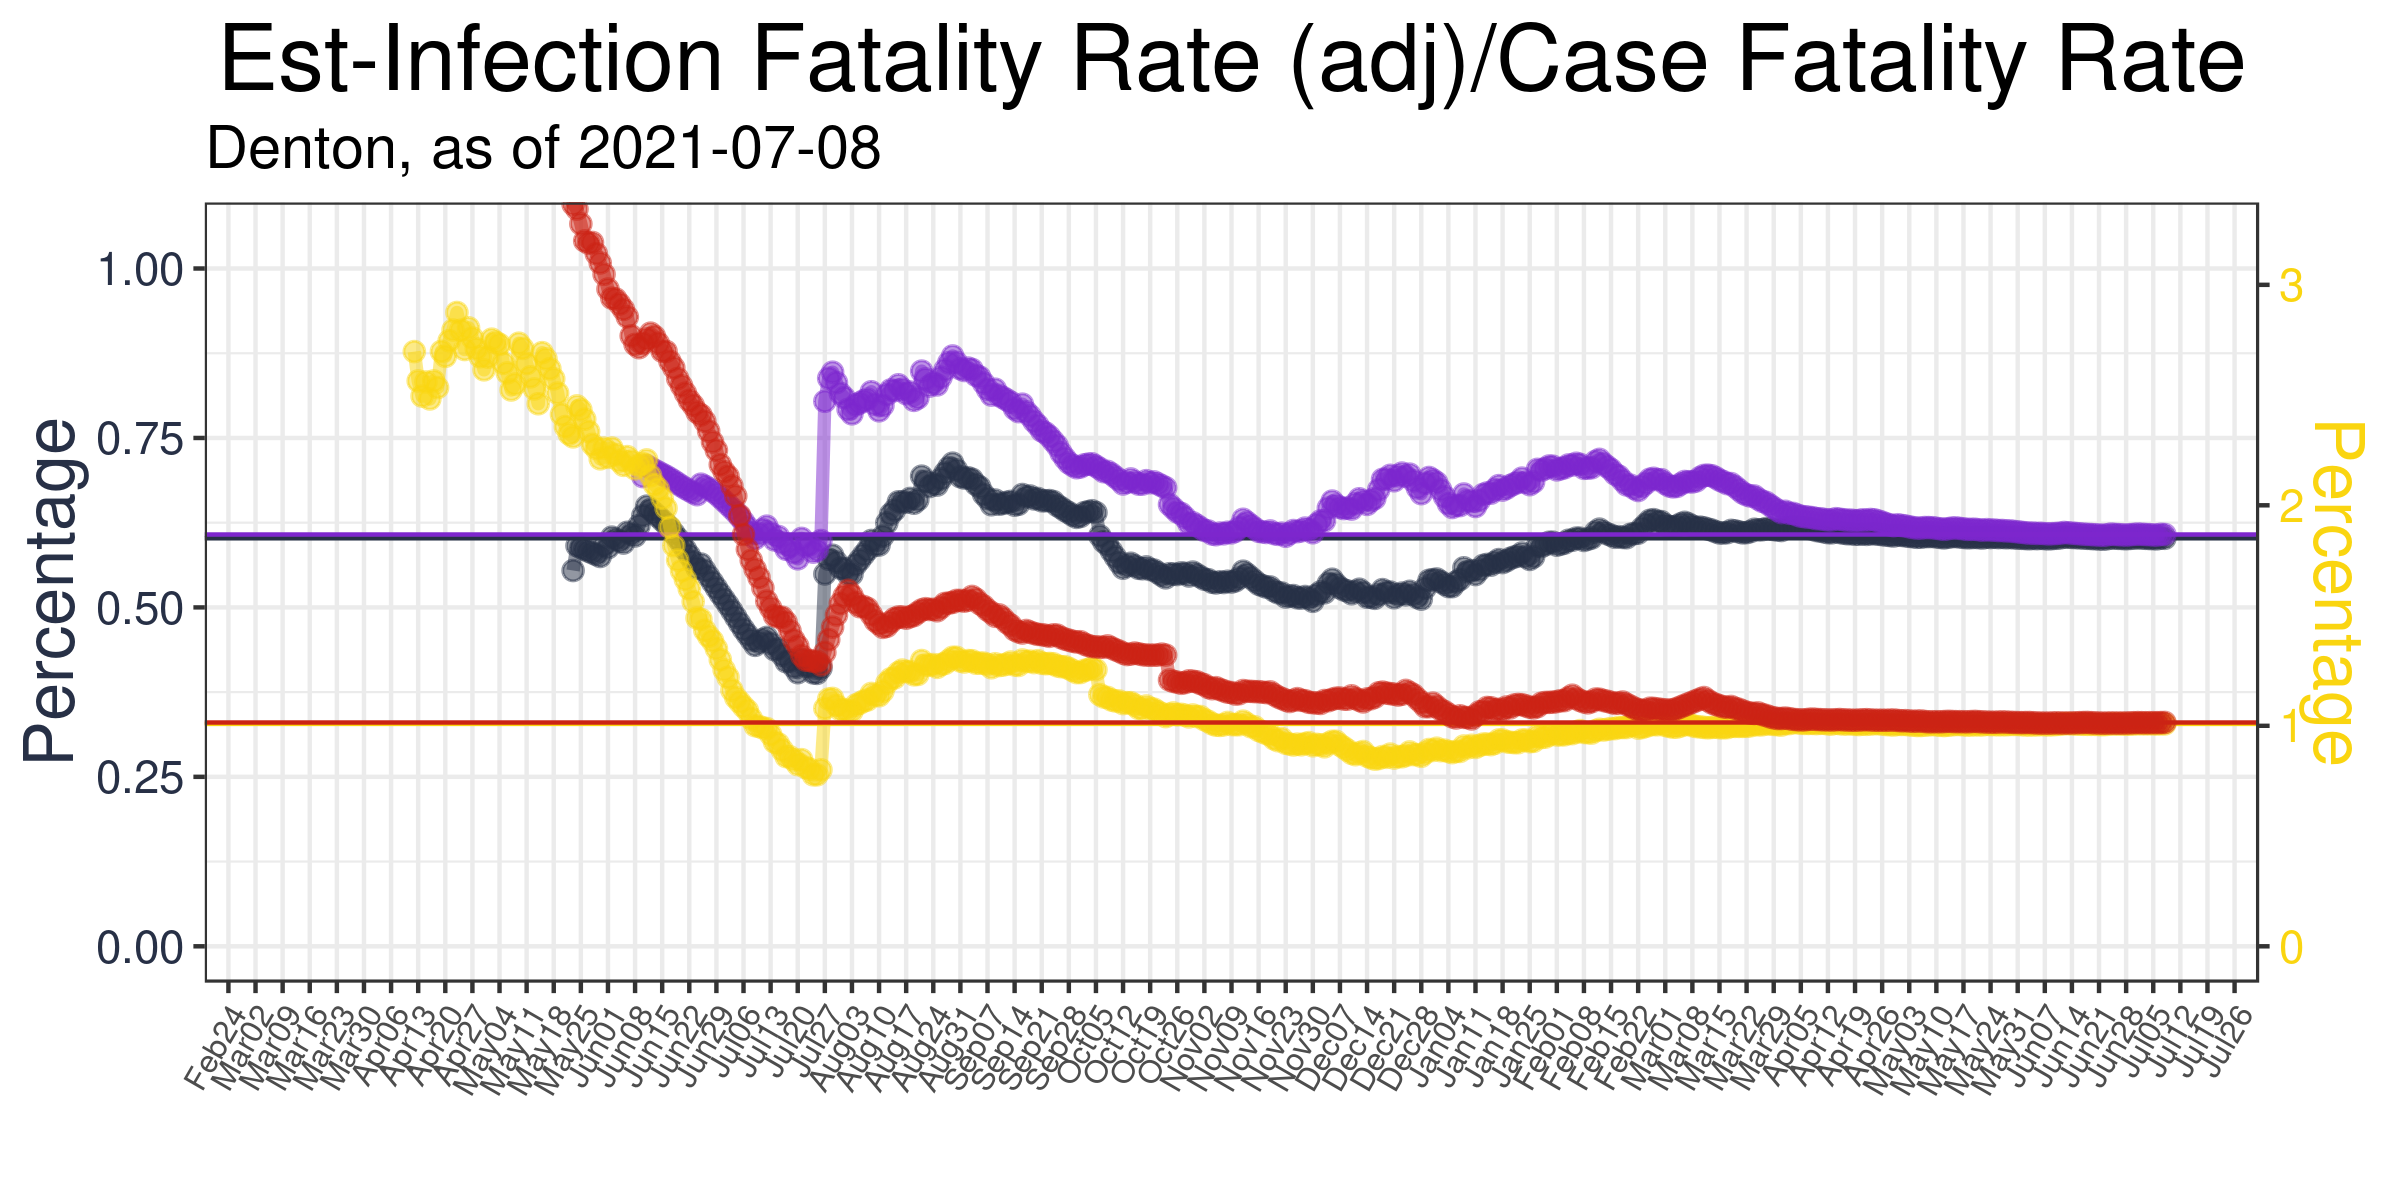 Est-Infection Fatality Rate (adj)/Case Fatality Rate
Denton, as of 2021-07-08
Percentage
1.00
0.75
0.50
0.25
0.00
3
2
1
0
Percentage
Feb24
Mar02
Mar09
Mar16
Mar23
Mar30
Apr06
Apr13
Apr20
Apr27
May04
May11
May18
May25
Jun01
Jun08
Jun15
Jun22
Jun29
Jul06
Jul13
Jul20
Jul27
Aug03
Aug10
Aug17
Aug24
Aug31
Sep07
Sep14
Sep21
Sep28
Oct05
Oct12
Oct19
Oct26
Nov02
Nov09
Nov16
Nov23
Nov30
Dec07
Dec14
Dec21
Dec28
Jan04
Jan11
Jan18
Jan25
Feb01
Feb08
Feb15
Feb22
Mar01
Mar08
Mar15
Mar22
Mar29
Apr05
Apr12
Apr19
Apr26
May03
May10
May17
May24
May31
Jun07
Jun14
Jun21
Jun28
Jul05
Jul12
Jul19
Jul26